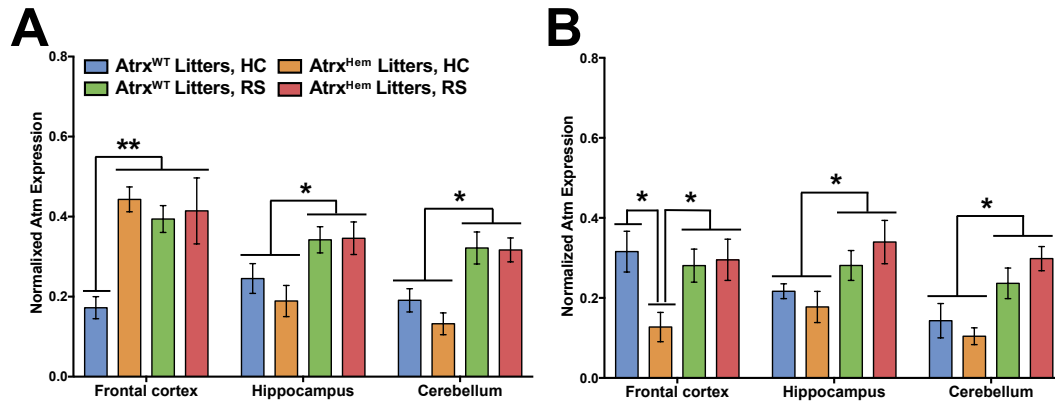 A
B
Atrx^WT Litters, HC
Atrx^Hem Litters, HC
Atrx^WT Litters, RS
Atrx^Hem Litters, RS
Normalixed Atm Expression
0.8
0.6
0.4
0.2
0.0
**
*
*
Frontal cortex
Hippocampus
Cerebellum
Normalized Atm Expression
0.8
0.6
0.4
0.2
0.0
*
*
*
*
Frontal cortex
Hippocampus
Cerebellum